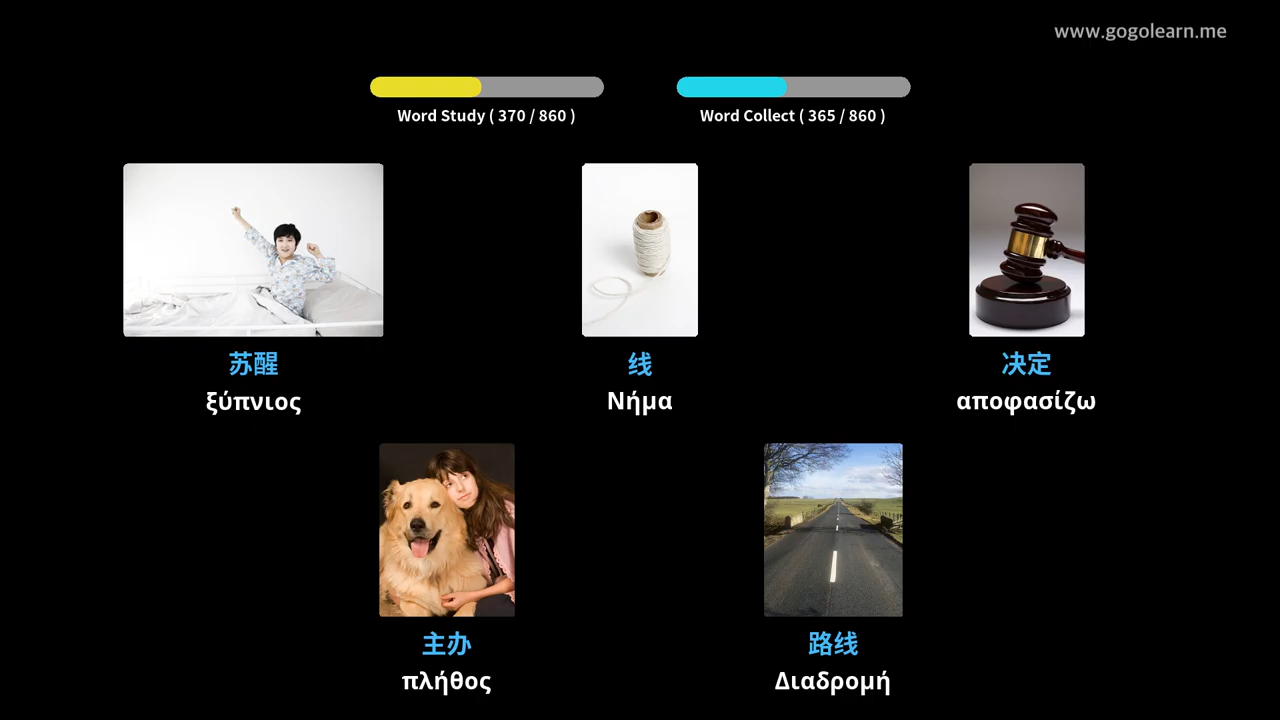 www.gogolearn.me
Word Study ( 370 / 860 )
Word Collect ( 365 / 860 )
苏醒
ξύπνιος
线
Νήμα
决定
αποφασίζω
主办
πλήθος
路线
Διαδρομή